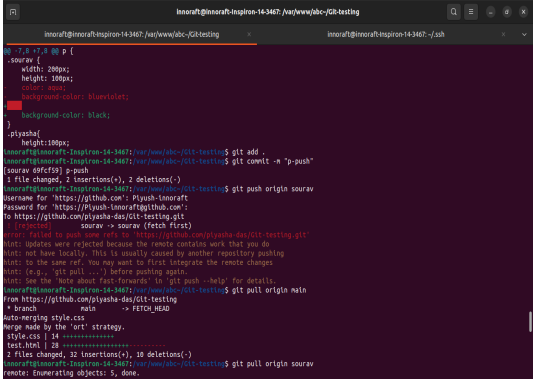 innoraft@innoraft-Inspiron-14-3467: /var/www/abc~/Git-testing
innoraft@innoraft-Inspiron-14-3467: /var/www/abc~/Git-testing
innoraft@innoraft-Inspiron-14-3467: ~/.ssh
@@ -7,8 +7,8 @@ p {
.sourav {
width: 200px;
height: 100px;
- color: aqua;
- background-color: blueviolet;
+
+ background-color: black;
}
.piyasha{
height:100px;
innoraft@innoraft-Inspiron-14-3467:/var/www/abc~/Git-testing$ git add .
innoraft@innoraft-Inspiron-14-3467:/var/www/abc~/Git-testing$ git commit -m "p-push"
[sourav 69fcf59] p-push
1 file changed, 2 insertions(+), 2 deletions(-)
innoraft@innoraft-Inspiron-14-3467:/var/www/abc~/Git-testing$ git push origin sourav
Username for 'https://github.com': Piyush-innoraft
Password for 'https://Piyush-innoraft@github.com':
To https://github.com/piyasha-das/Git-testing.git
! [rejected] sourav -> sourav (fetch first)
error: failed to push some refs to 'https://github.com/piyasha-das/Git-testing.git'
hint: Updates were rejected because the remote contains work that you do
hint: not have locally. This is usually caused by another repository pushing
hint: to the same ref. You may want to first integrate the remote changes
hint: (e.g., 'git pull ...') before pushing again.
hint: See the 'Note about fast-forwards' in 'git push --help' for details.
innoraft@innoraft-Inspiron-14-3467:/var/www/abc~/Git-testing$ git pull origin main
From https://github.com/piyasha-das/Git-testing
* branch main -> FETCH_HEAD
Auto-merging style.css
Merge made by the 'ort' strategy.
style.css | 14 ++++++++++++++
test.html | 28 ++++++++++++++++++----------
2 files changed, 32 insertions(+), 10 deletions(-)
innoraft@innoraft-Inspiron-14-3467:/var/www/abc~/Git-testing$ git pull origin sourav
remote: Enumerating objects: 5, done.